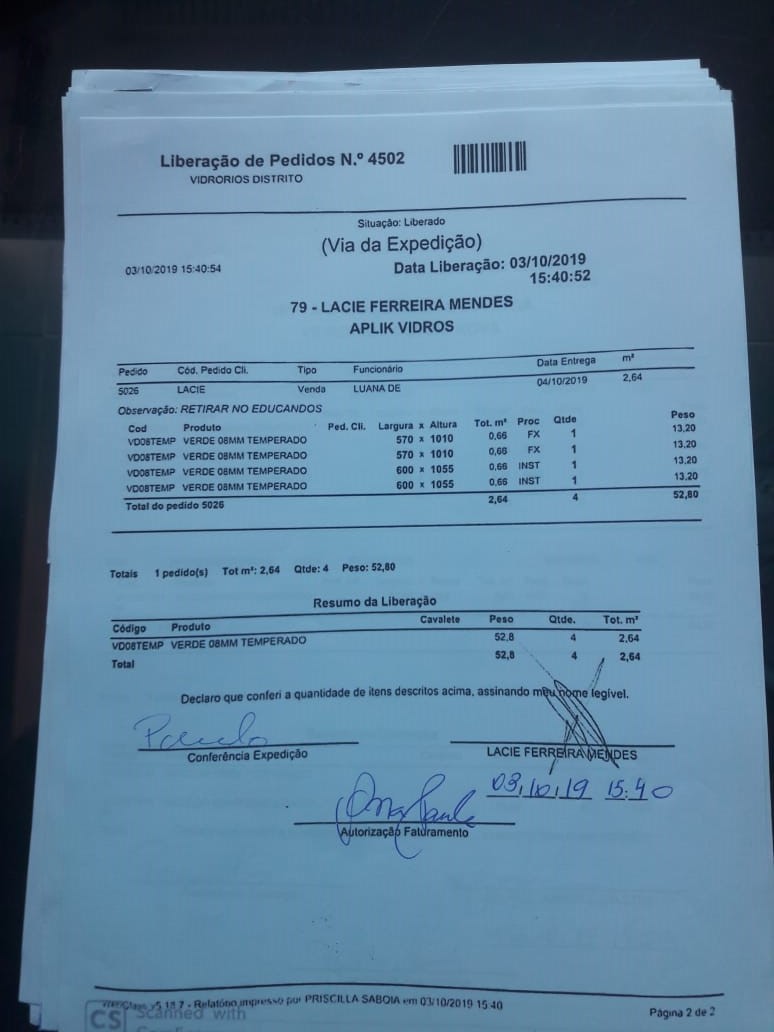 Liberação de Pedidos N.º 4502
VIDRORIOS DISTRITO
Situação: Liberado
(Via da Expedição)
03/10/2019 15:40:54
Data Liberação: 03/10/2019
15:40:52
79 - LACIE FERREIRA MENDES
APLIK VIDROS
Pedido Cód. Pedido Cli. Tipo Funcionário Data Entrega m²
5026 LACIE Venda LUANA DE 04/10/2019 2,64
Observação: RETIRAR NO EDUCANDOS
Cod Produto Ped. Cli. Largura x Altura Tot. m² Proc Qtde Peso
VD08TEMP VERDE 08MM TEMPERADO 570 x 1010 0,66 FX 1 13,20
VD08TEMP VERDE 08MM TEMPERADO 570 x 1010 0,66 FX 1 13,20
VD08TEMP VERDE 08MM TEMPERADO 600 x 1055 0,66 INST 1 13,20
VD08TEMP VERDE 08MM TEMPERADO 600 x 1055 0,66 INST 1 13,20
Total do pedido 5026 2,64 4 52,80
Totais 1 pedido(s) Tot m²: 2,64 Qtde: 4 Peso: 52,80
Resumo da Liberação
Código Produto Cavalete Peso Qtde. Tot. m²
VD08TEMP VERDE 08MM TEMPERADO 52,8 4 2,64
Total 52,8 4 2,64
Declaro que conferi a quantidade de itens descritos acima, assinando meu nome legível.
Paulo
Conferência Expedição
LACIE FERREIRA MENDES
03/10/19 15:40
Ana Paula
Autorização Faturamento
- Relatório impresso por PRISCILLA SABOIA em 03/10/2019 15:40
CS Scanned with
Página 2 de 2